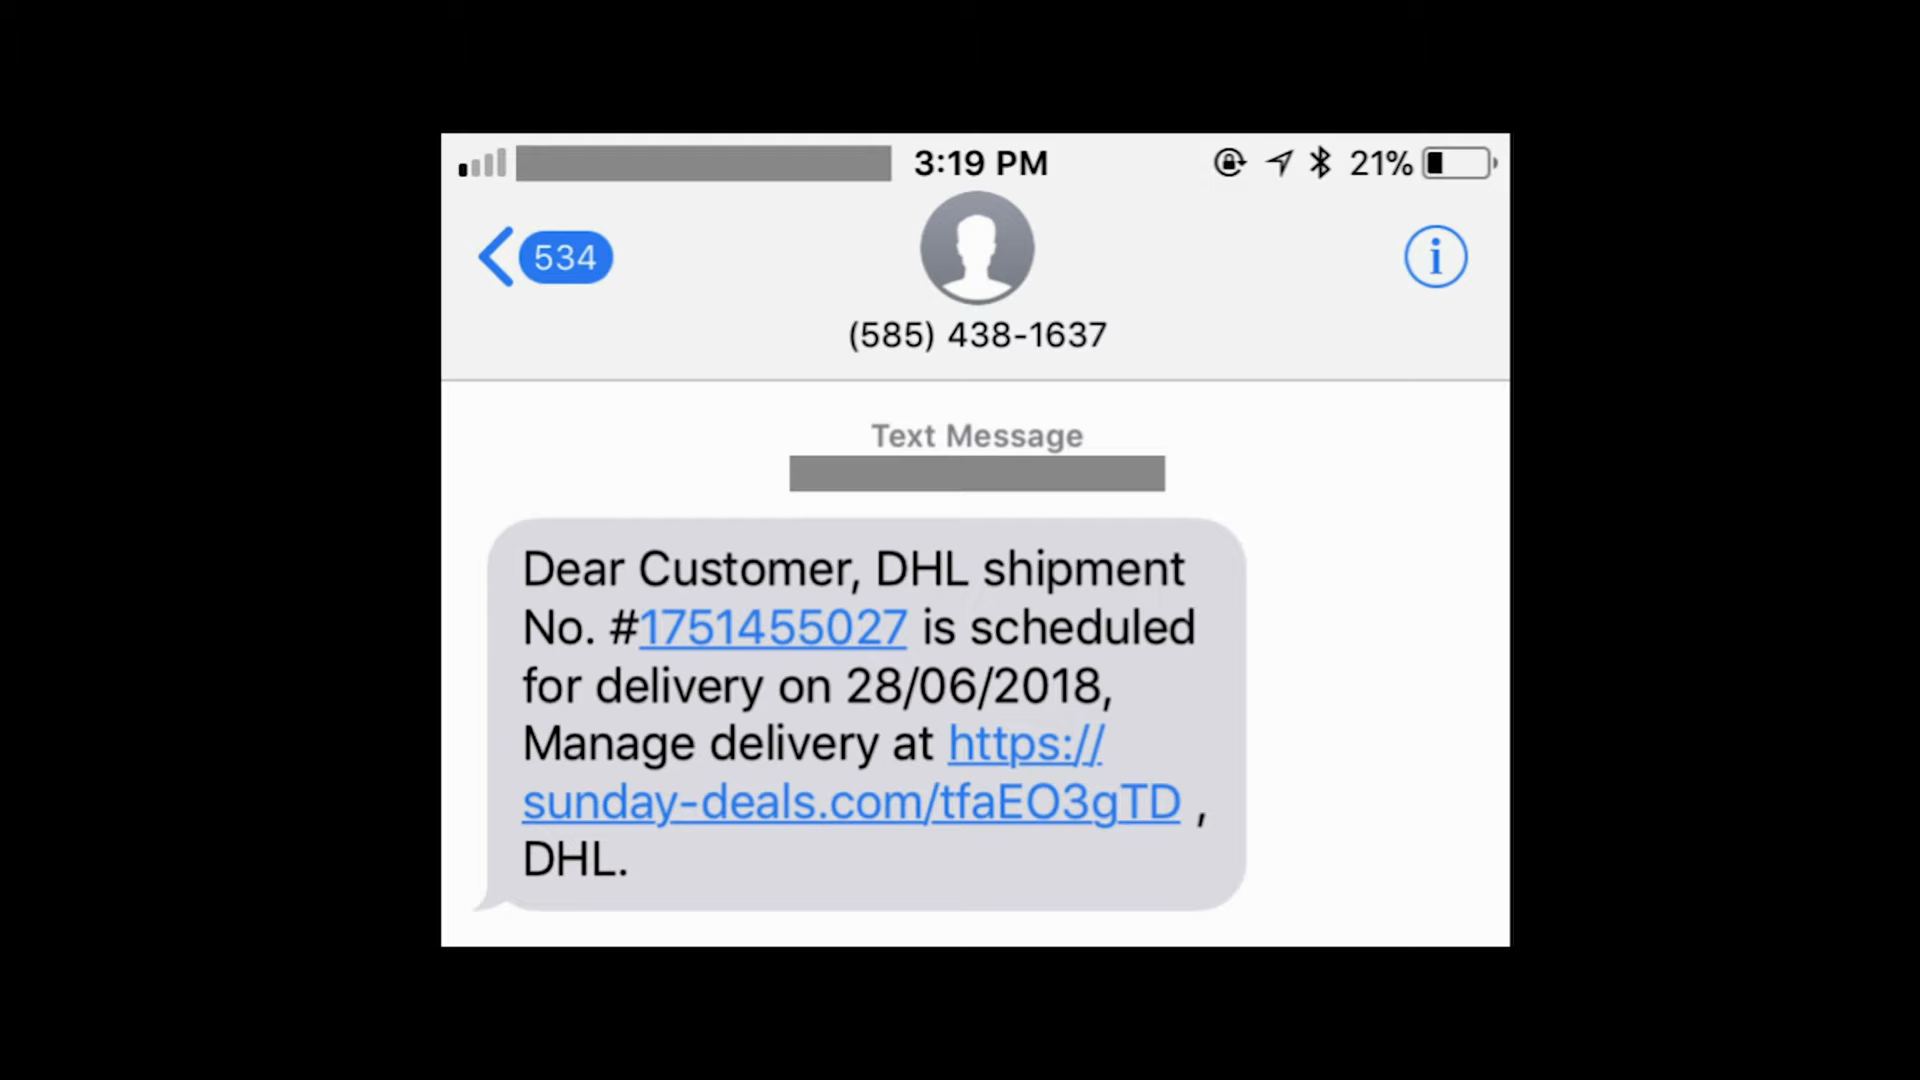 3:19 PM 21%
534
i
(585) 438-1637
Text Message
Dear Customer, DHL shipment
No. #1751455027 is scheduled
for delivery on 28/06/2018,
Manage delivery at https://
sunday-deals.com/tfaEO3gTD ,
DHL.